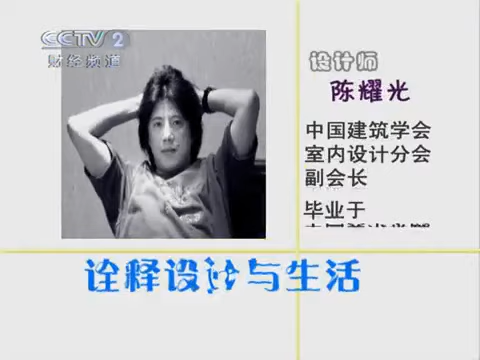 CCTV 2
财经频道
设计师
陈耀光
中国建筑学会
室内设计分会
副会长
毕业于
诠释设计与生活